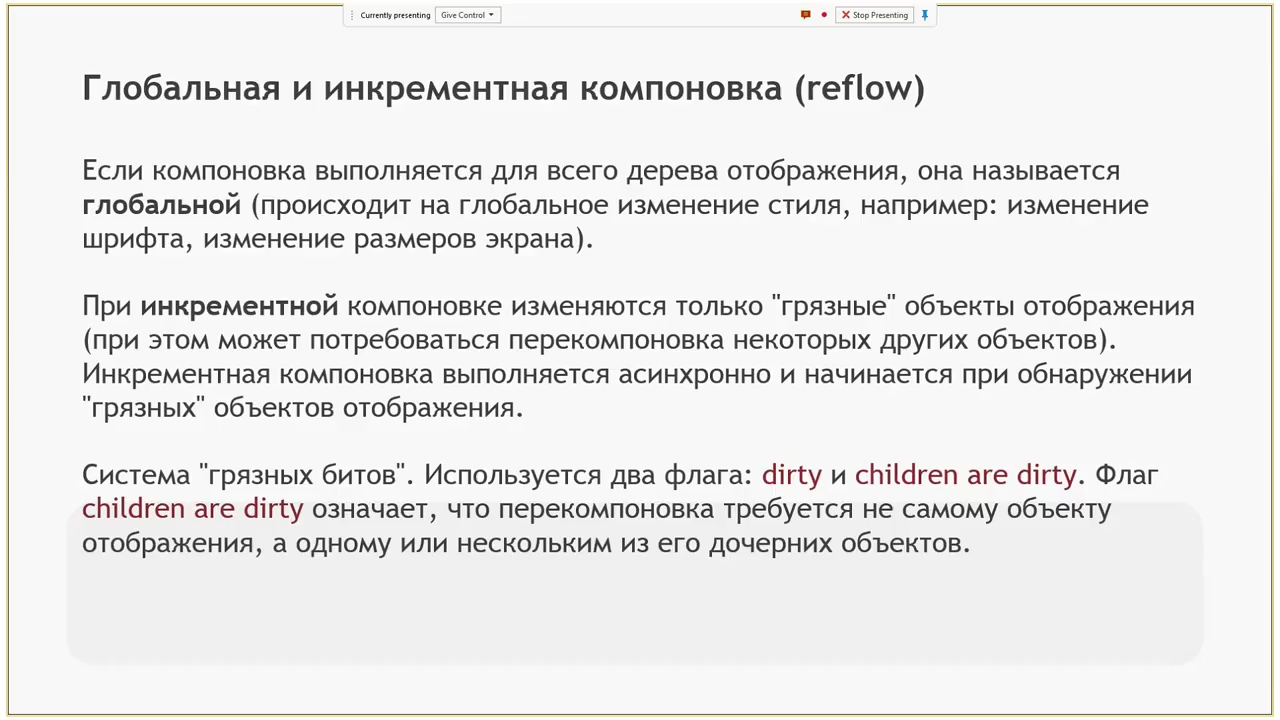 Currently presenting Give Control Stop Presenting
Глобальная и инкрементная компоновка (reflow)
Если компоновка выполняется для всего дерева отображения, она называется
глобальной (происходит на глобальное изменение стиля, например: изменение
шрифта, изменение размеров экрана).
При инкрементной компоновке изменяются только "грязные" объекты отображения
(при этом может потребоваться перекомпоновка некоторых других объектов).
Инкрементная компоновка выполняется асинхронно и начинается при обнаружении
"грязных" объектов отображения.
Система "грязных битов". Используется два флага: dirty и children are dirty. Флаг
children are dirty означает, что перекомпоновка требуется не самому объекту
отображения, а одному или нескольким из его дочерних объектов.